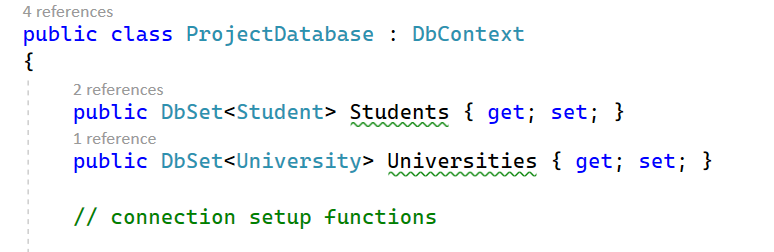 4 references
public class ProjectDatabase : DbContext
{
2 references
public DbSet<Student> Students { get; set; }
1 reference
public DbSet<University> Universities { get; set; }
// connection setup functions